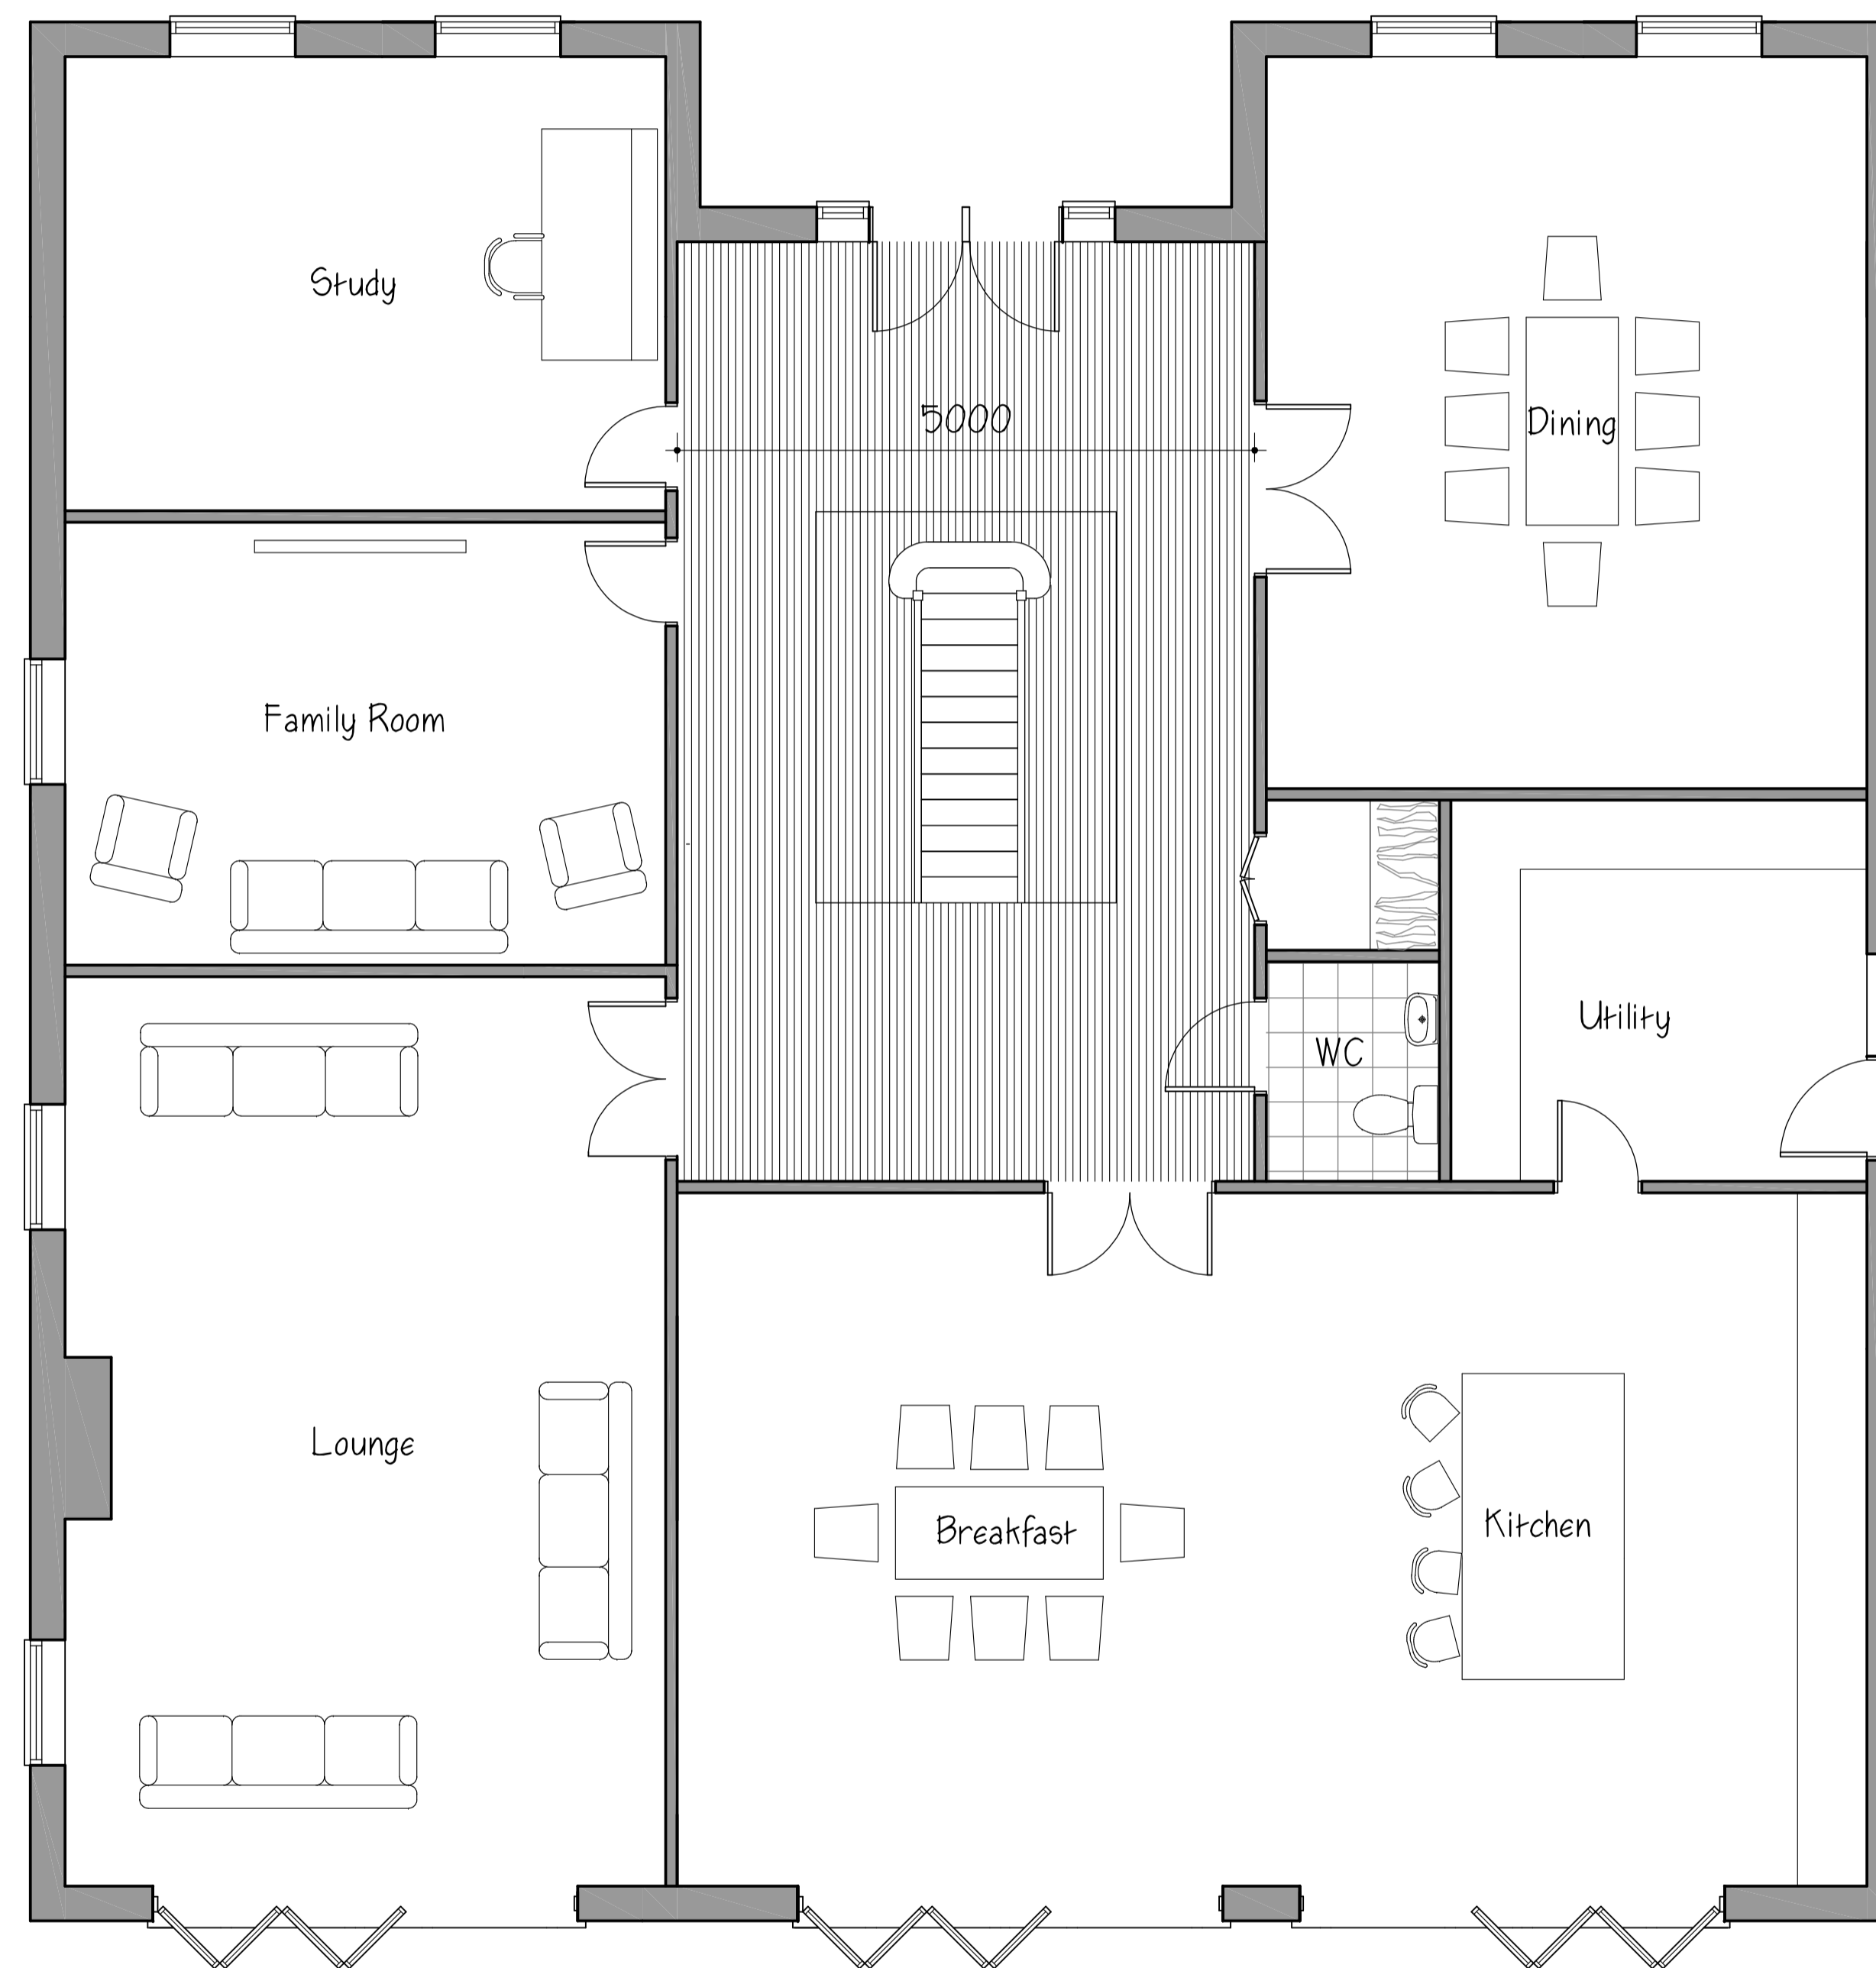 Study
5000
Dining
Family Room
Utility
WC
Lounge
Breakfast
Kitchen